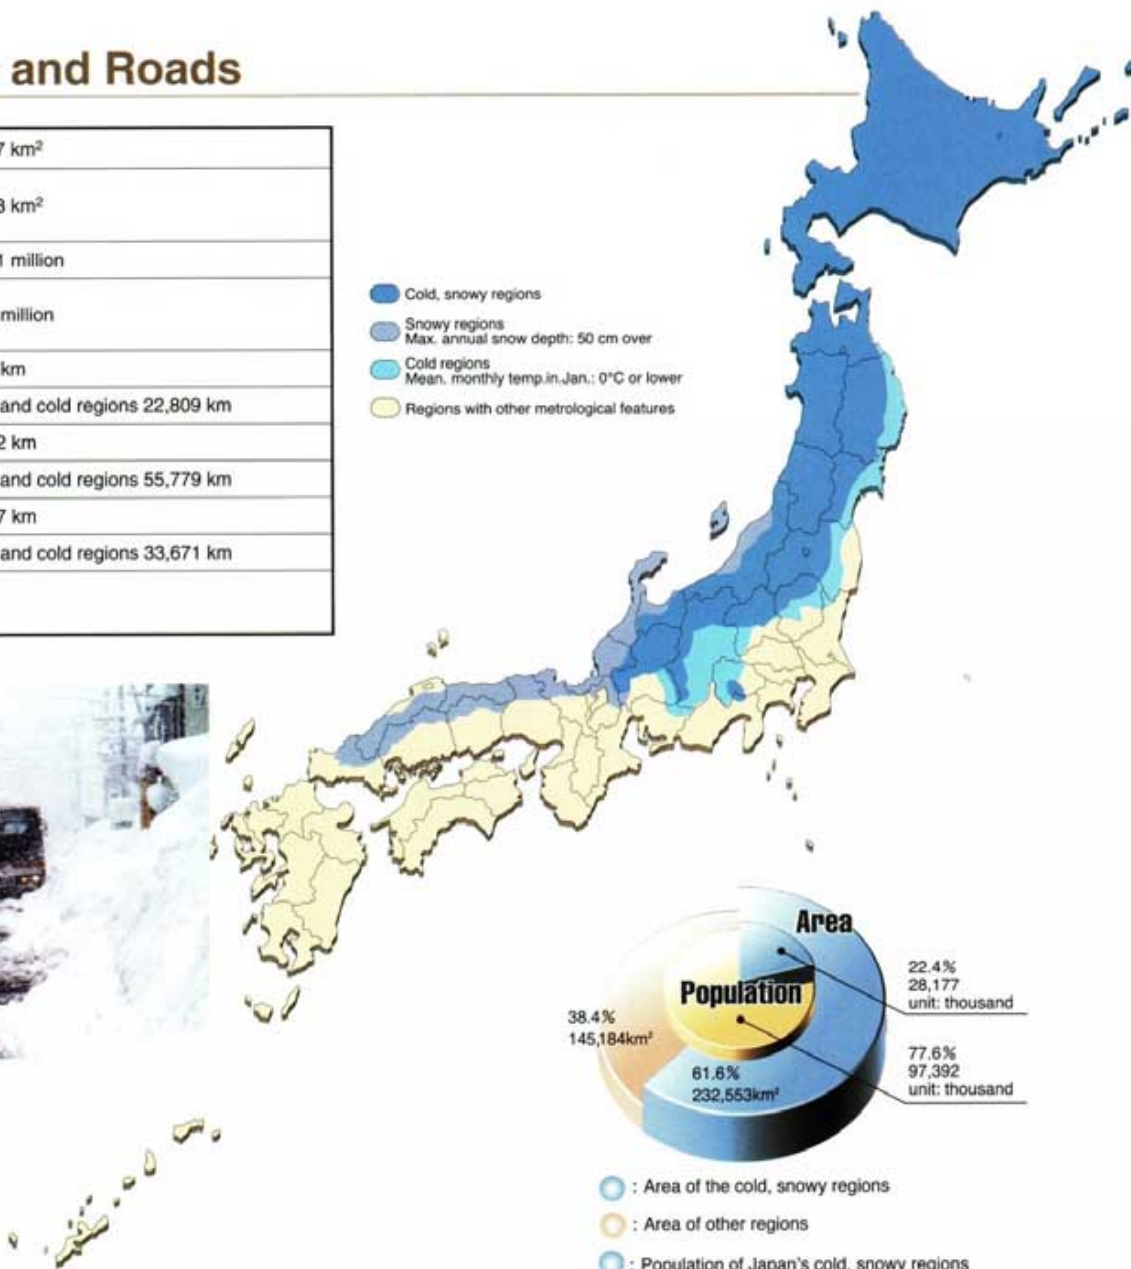 and Roads
7 km²
3 km²
1 million
million
km
and cold regions 22,809 km
2 km
and cold regions 55,779 km
7 km
and cold regions 33,671 km
Cold, snowy regions
Snowy regions
Max. annual snow depth: 50 cm over
Cold regions
Mean. monthly temp.in.Jan.: 0°C or lower
Regions with other metrological features
Area
Population
22.4%
28,177
unit: thousand
38.4%
145,184km²
77.6%
97,392
unit: thousand
61.6%
232,553km²
: Area of the cold, snowy regions
: Area of other regions
: Population of Japan's cold, snowy regions